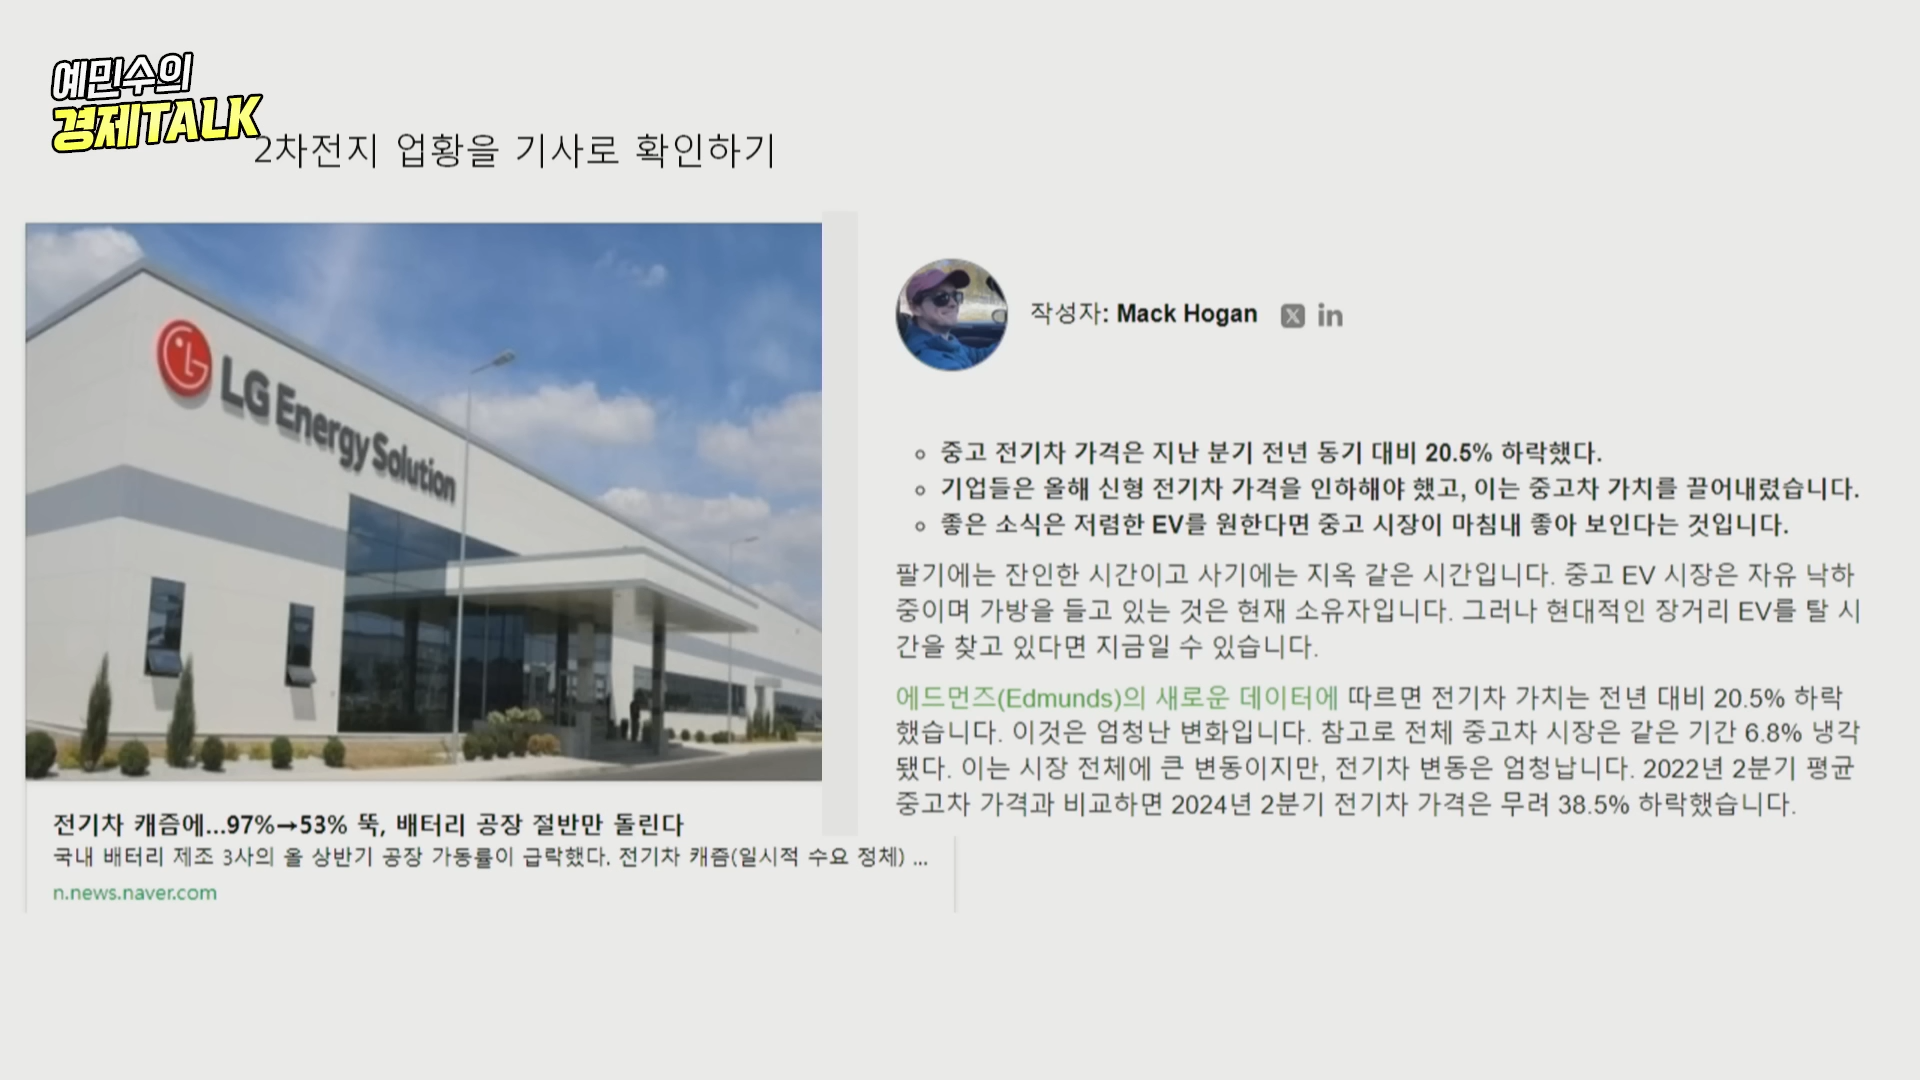 예민수의
경제TALK
2차전지 업황을 기사로 확인하기
LG Energy Solution
전기차 캐즘에...97%→53% 뚝, 배터리 공장 절반만 돌린다
국내 배터리 제조 3사의 올 상반기 공장 가동률이 급락했다. 전기차 캐즘(일시적 수요 정체) ...
n.news.naver.com
작성자: Mack Hogan
중고 전기차 가격은 지난 분기 전년 동기 대비 20.5% 하락했다.
기업들은 올해 신형 전기차 가격을 인하해야 했고, 이는 중고차 가치를 끌어내렸습니다.
좋은 소식은 저렴한 EV를 원한다면 중고 시장이 마침내 좋아 보인다는 것입니다.
팔기에는 잔인한 시간이고 사기에는 지옥 같은 시간입니다. 중고 EV 시장은 자유 낙하
중이며 가방을 들고 있는 것은 현재 소유자입니다. 그러나 현대적인 장거리 EV를 탈 시
간을 찾고 있다면 지금일 수 있습니다.
에드먼즈(Edmunds)의 새로운 데이터에 따르면 전기차 가치는 전년 대비 20.5% 하락
했습니다. 이것은 엄청난 변화입니다. 참고로 전체 중고차 시장은 같은 기간 6.8% 냉각
됐다. 이는 시장 전체에 큰 변동이지만, 전기차 변동은 엄청납니다. 2022년 2분기 평균
중고차 가격과 비교하면 2024년 2분기 전기차 가격은 무려 38.5% 하락했습니다.